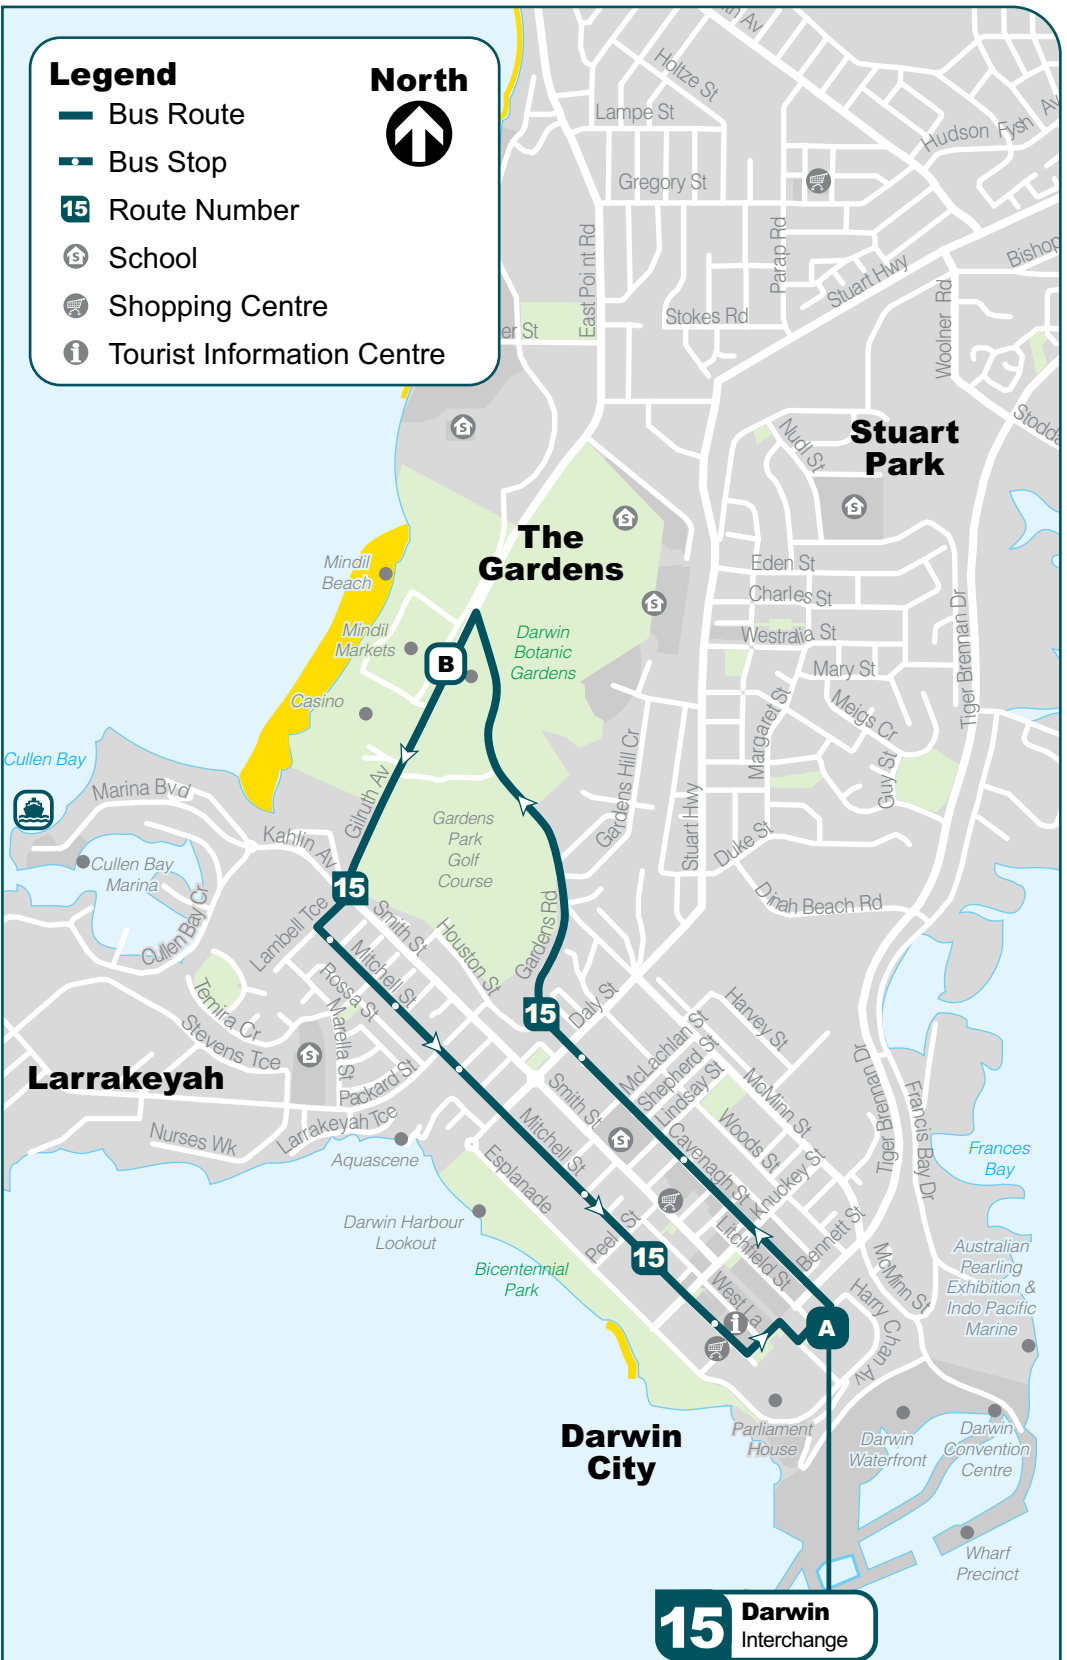 Legend
North
Bus Route
Bus Stop
15 Route Number
S School
Shopping Centre
i Tourist Information Centre
Holtze St
Lampe St
Hudson Fysh Av
Gregory St
East Point Rd
Parap Rd
Stuart Hwy
Bishop
Stokes Rd
Woolner Rd
er St
Stodda
Stuart
Park
Nudl St
The
Gardens
Mindil
Beach
Eden St
Charles St
Westralia St
Mary St
Mindil
Markets
Darwin
Botanic
Gardens
B
Casino
Meigs Cr
Margaret St
Tiger Brennan Dr
Guy St
Cullen Bay
Marina Bvd
Gilruth Av
Gardens Hill Cr
Stuart Hwy
Duke St
Kahlin Av
Gardens
Park
Golf
Course
Cullen Bay
Marina
15
Dinah Beach Rd
Cullen Bay Cr
Lambell Tce
Smith St
Houston St
Gardens Rd
Mitchell St
Rossa St
Temira Cr
Stevens Tce
Marella St
15
Daly St
Harvey St
McLachlan St
Shepherd St
Lindsay St
McMinn St
Larrakeyah
Packard St
Larrakeyah Tce
Nurses Wk
Smith St
Mitchell St
Woods St
Cavenagh St
Knuckey St
Tiger Brennan Dr
Francis Bay Dr
Frances
Bay
Aquascene
Esplanade
Darwin Harbour
Lookout
Peel St
Litchfield St
Bennett St
McMinn St
Bicentennial
Park
15
West La
Harry Chan Av
Australian
Pearling
Exhibition &
Indo Pacific
Marine
A
Darwin
City
Parliament
House
Darwin
Waterfront
Darwin
Convention
Centre
Wharf
Precinct
15 Darwin
Interchange